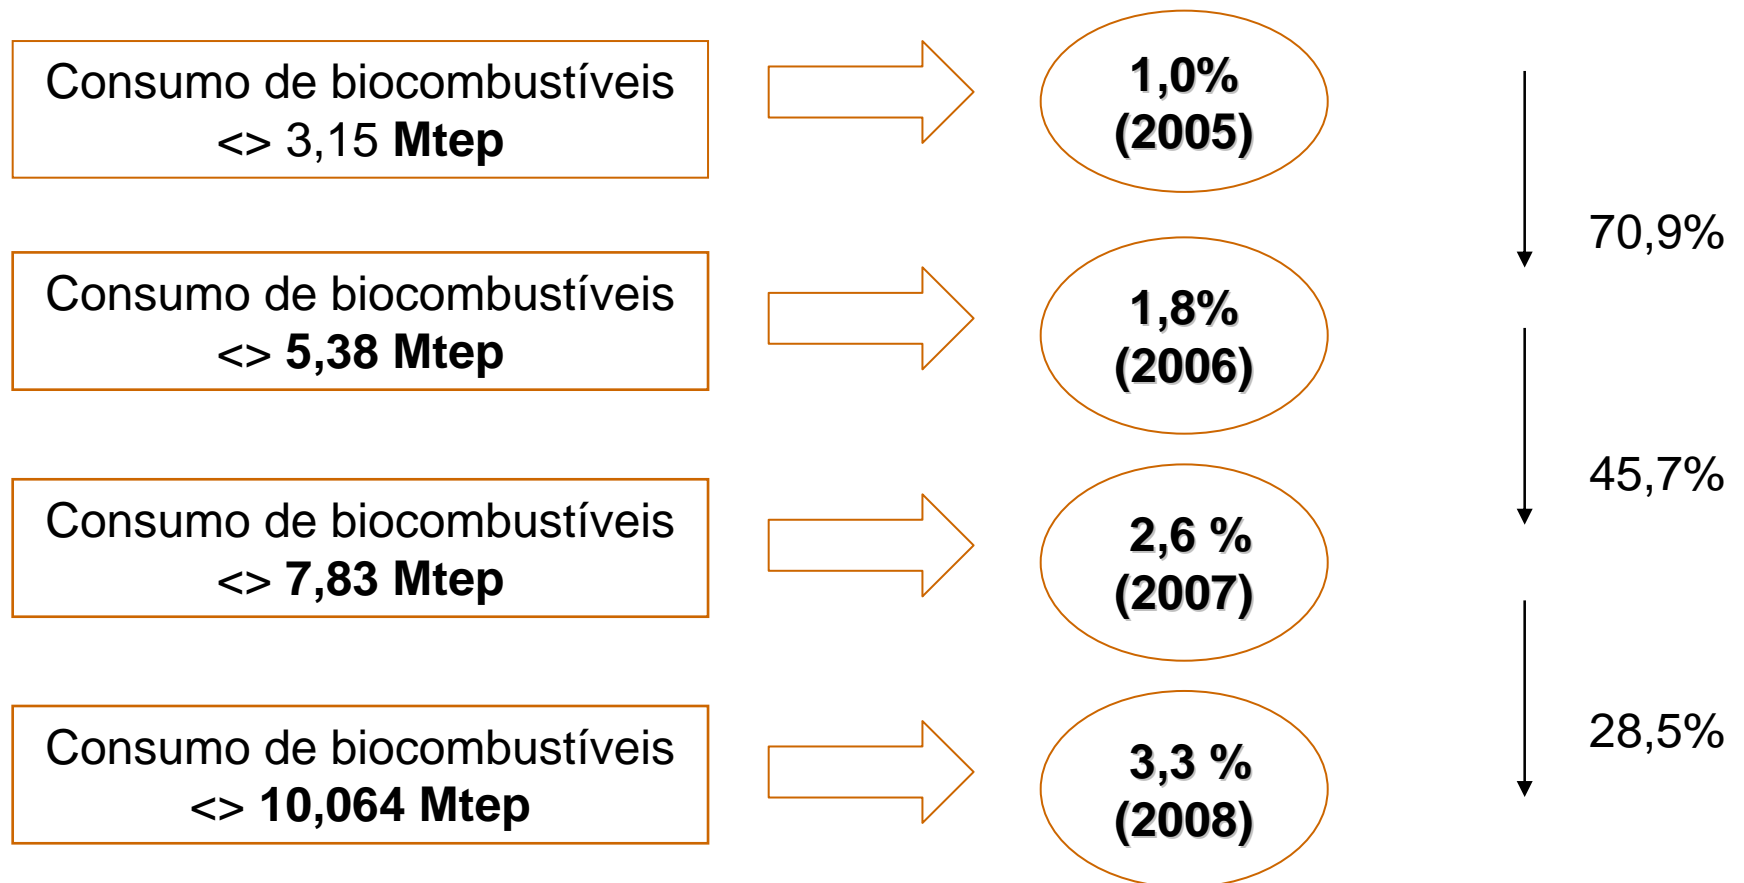 Consumo de biocombustíveis
<> 3,15 Mtep
1,0%
(2005)
70,9%
Consumo de biocombustíveis
<> 5,38 Mtep
1,8%
(2006)
45,7%
Consumo de biocombustíveis
<> 7,83 Mtep
2,6 %
(2007)
28,5%
Consumo de biocombustíveis
<> 10,064 Mtep
3,3 %
(2008)